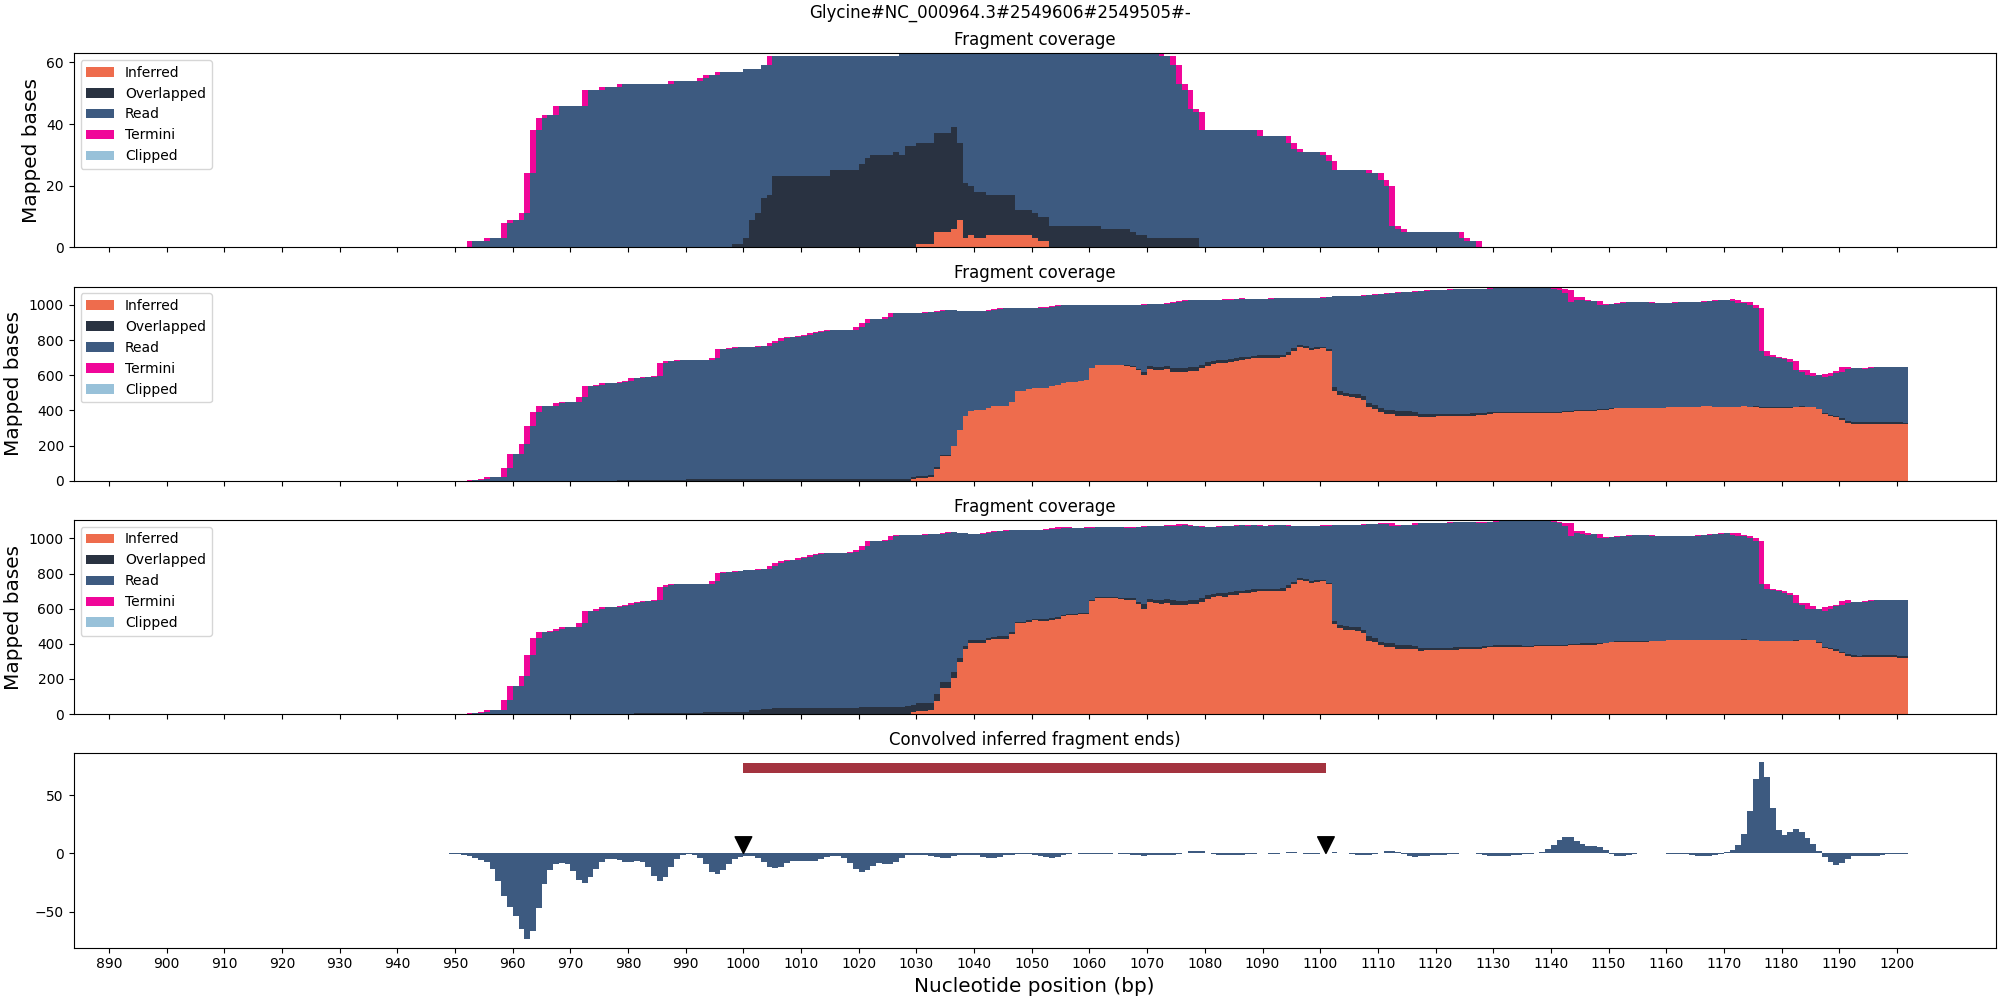 Glycine#NC_000964.3#2549606#2549505#-
Fragment coverage
Mapped bases
60
40
20
0
Inferred
Overlapped
Read
Termini
Clipped
Fragment coverage
Mapped bases
1000
800
600
400
200
0
Inferred
Overlapped
Read
Termini
Clipped
Fragment coverage
Mapped bases
1000
800
600
400
200
0
Inferred
Overlapped
Read
Termini
Clipped
Convolved inferred fragment ends)
50
0
−50
890 900 910 920 930 940 950 960 970 980 990 1000 1010 1020 1030 1040 1050 1060 1070 1080 1090 1100 1110 1120 1130 1140 1150 1160 1170 1180 1190 1200
Nucleotide position (bp)